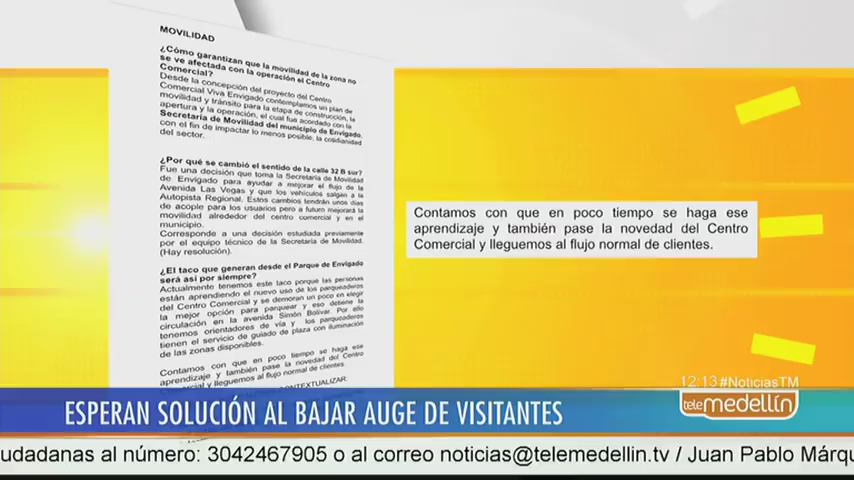 MOVILIDAD
¿Cómo garantizan que la movilidad de la zona no
se ve afectada con la operación el Centro
Comercial?
Desde la concepción del proyecto del Centro
Comercial Viva Envigado contemplamos un plan de
movilidad y tránsito para la etapa de construcción, la
apertura y la operación, el cual fue acordado con la
Secretaría de Movilidad del municipio de Envigado,
con el fin de impactar lo menos posible, la cotidianidad
del sector.
¿Por qué se cambió el sentido de la calle 32 B sur?
Fue una decisión que toma la Secretaría de Movilidad
de Envigado para ayudar a mejorar el flujo de la
Avenida Las Vegas y que los vehículos salgan a la
Autopista Regional. Estos cambios tendrán unos días
de acople para los usuarios pero a futuro mejorará la
movilidad alrededor del centro comercial y en el
municipio.
Corresponde a una decisión estudiada previamente
por el equipo técnico de la Secretaría de Movilidad.
(Hay resolución).
¿El taco que generan desde el Parque de Envigado
será así por siempre?
Actualmente tenemos este taco porque las personas
están aprendiendo el nuevo uso de los parqueaderos
del Centro Comercial y se demoran un poco en elegir
la mejor opción para parquear y eso detiene la
circulación en la avenida Simón Bolívar. Por ello
tenemos orientadores de vía y los parqueaderos
tienen el servicio de guiado de plaza con iluminación
de las zonas disponibles.
Contamos con que en poco tiempo se haga ese
aprendizaje y también pase la novedad del Centro
Comercial y lleguemos al flujo normal de clientes.
CONTEXTUALIZAR:
Contamos con que en poco tiempo se haga ese
aprendizaje y también pase la novedad del Centro
Comercial y lleguemos al flujo normal de clientes.
12:13 #NoticiasTM
tele medellín
ESPERAN SOLUCIÓN AL BAJAR AUGE DE VISITANTES
udadanas al número: 3042467905 o al correo noticias@telemedellin.tv / Juan Pablo Márqu